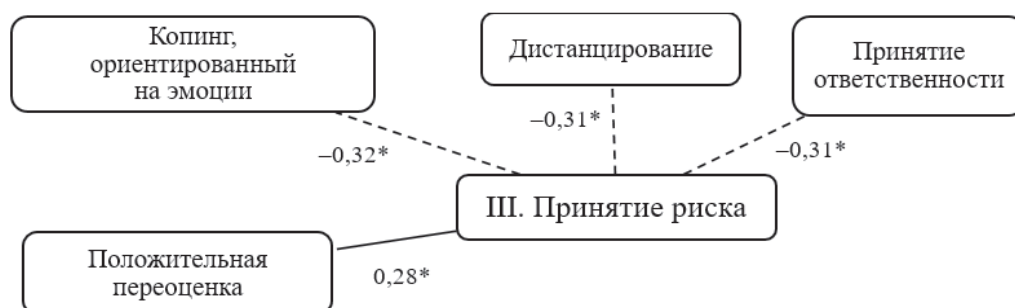 Копинг,
ориентированный
на эмоции
Дистанцирование
Принятие
ответственности
–0,32*
–0,31*
–0,31*
III. Принятие риска
Положительная
переоценка
0,28*